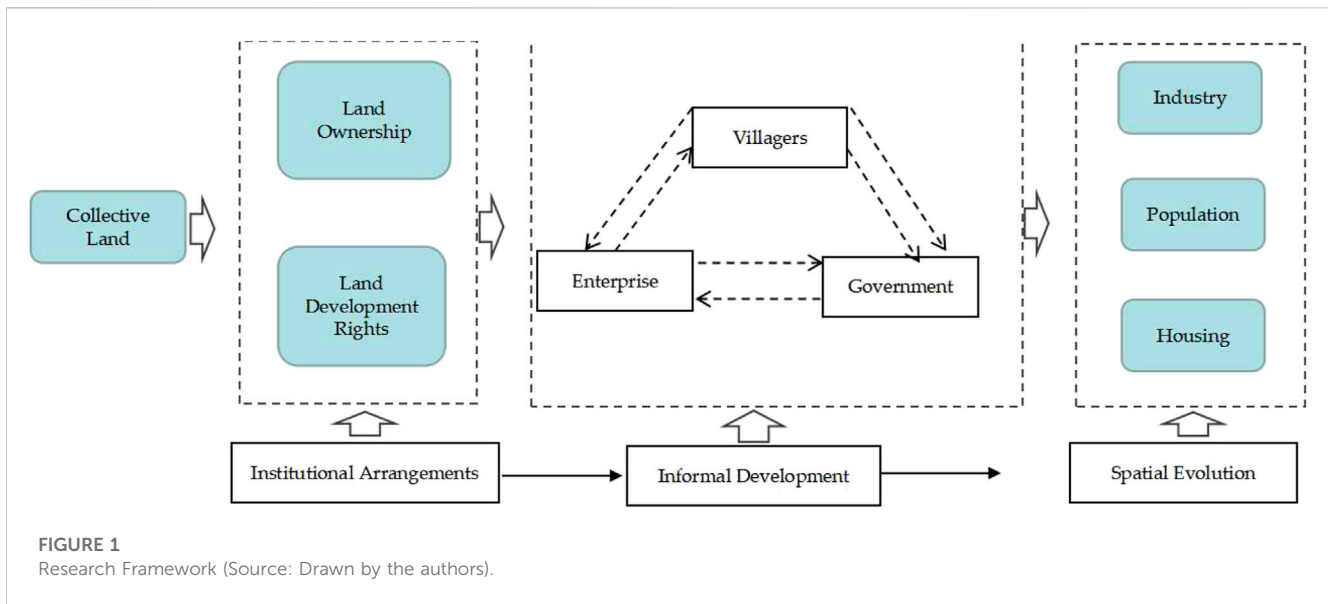 Collective
Land
Land
Ownership
Land
Development
Rights
Villagers
Enterprise
Government
Industry
Population
Housing
Institutional Arrangements
Informal Development
Spatial Evolution
FIGURE 1
Research Framework (Source: Drawn by the authors).